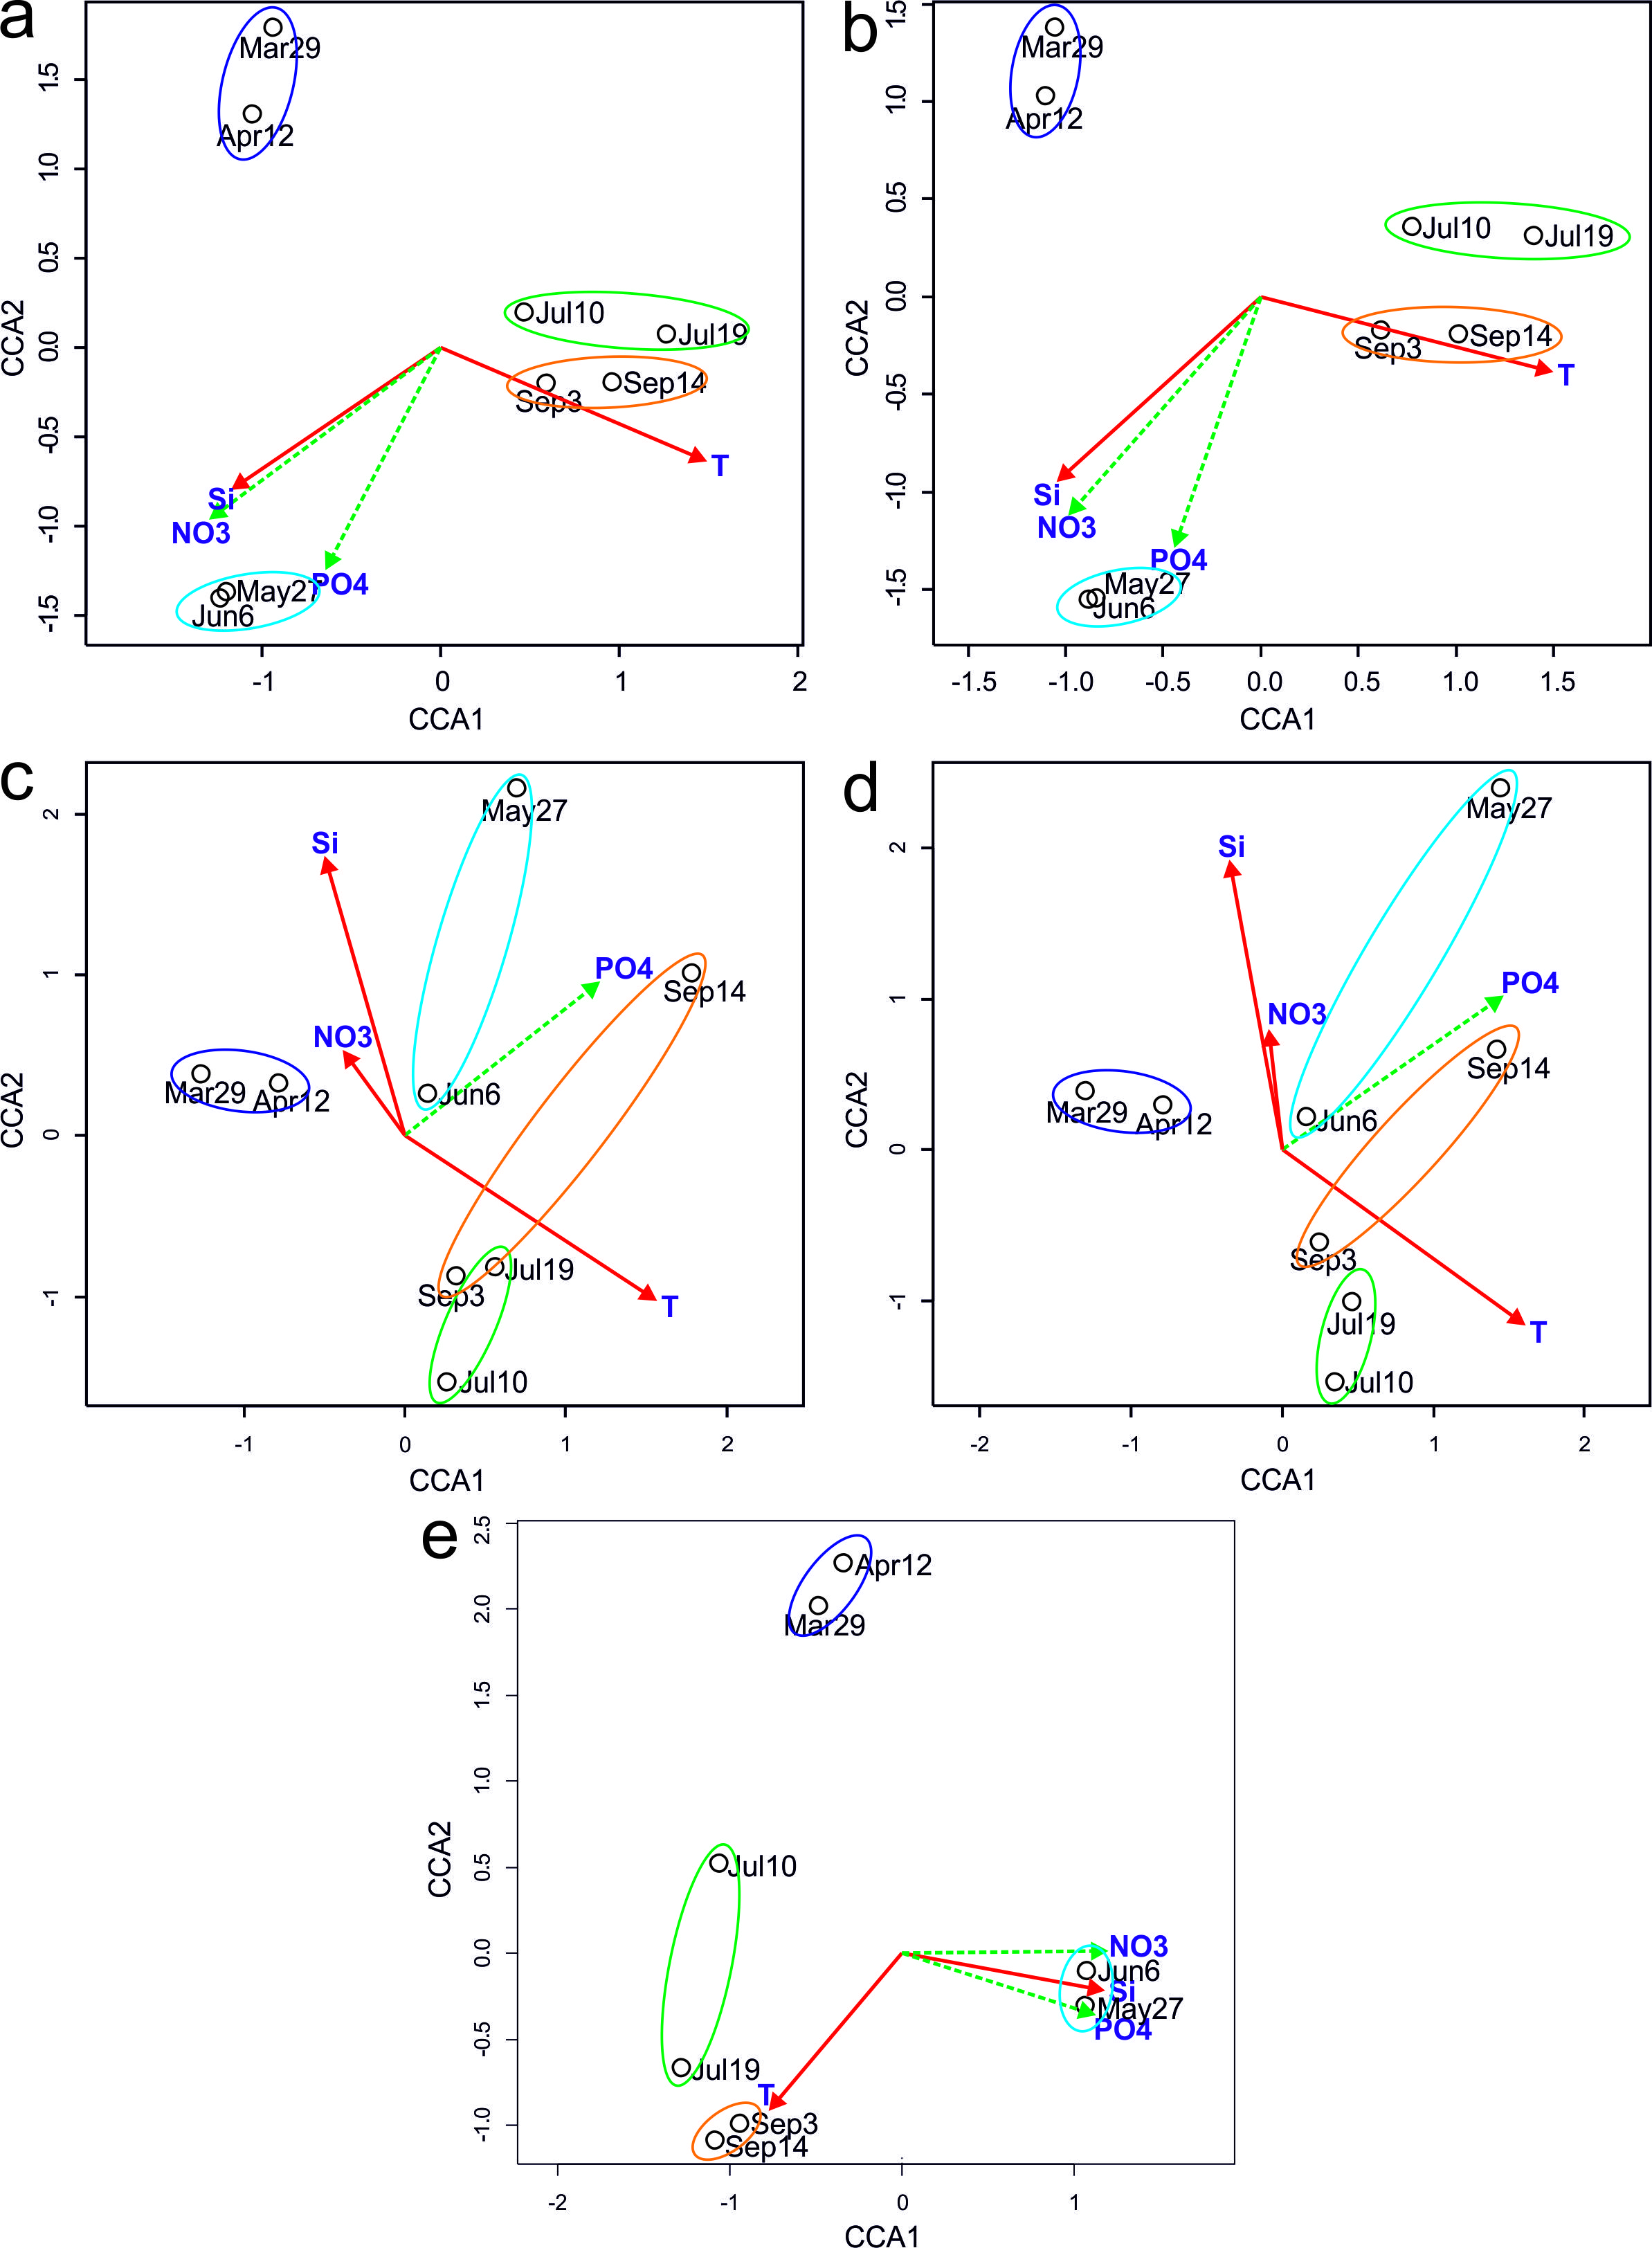 a
Mar29
Apr12
Jul10
Jul19
Sep14
Sep3
T
Si
NO3
PO4
May27
Jun6
1.5
1.0
0.5
0.0
-0.5
-1.0
-1.5
CCA2
-1 0 1 2
CCA1
b
Mar29
Apr12
Jul10 Jul19
Sep14
Sep3
T
Si
NO3
PO4
May27
Jun6
1.5
1.0
0.5
0.0
-0.5
-1.0
-1.5
CCA2
-1.5 -1.0 -0.5 0.0 0.5 1.0 1.5
CCA1
c
May27
Si
PO4
Sep14
NO3
Mar29
Apr12
Jun6
Jul19
Sep3
T
Jul10
2
1
0
-1
CCA2
-1 0 1 2
CCA1
d
May27
Si
PO4
NO3
Sep14
Mar29
Apr12
Jun6
Sep3
Jul19
T
Jul10
2
1
0
-1
CCA2
-2 -1 0 1 2
CCA1
e
Apr12
Mar29
Jul10
NO3
Jun6
Si
May27
PO4
Jul19
T
Sep3
Sep14
2.5
2.0
1.5
1.0
0.5
0.0
-0.5
-1.0
CCA2
-2 -1 0 1
CCA1